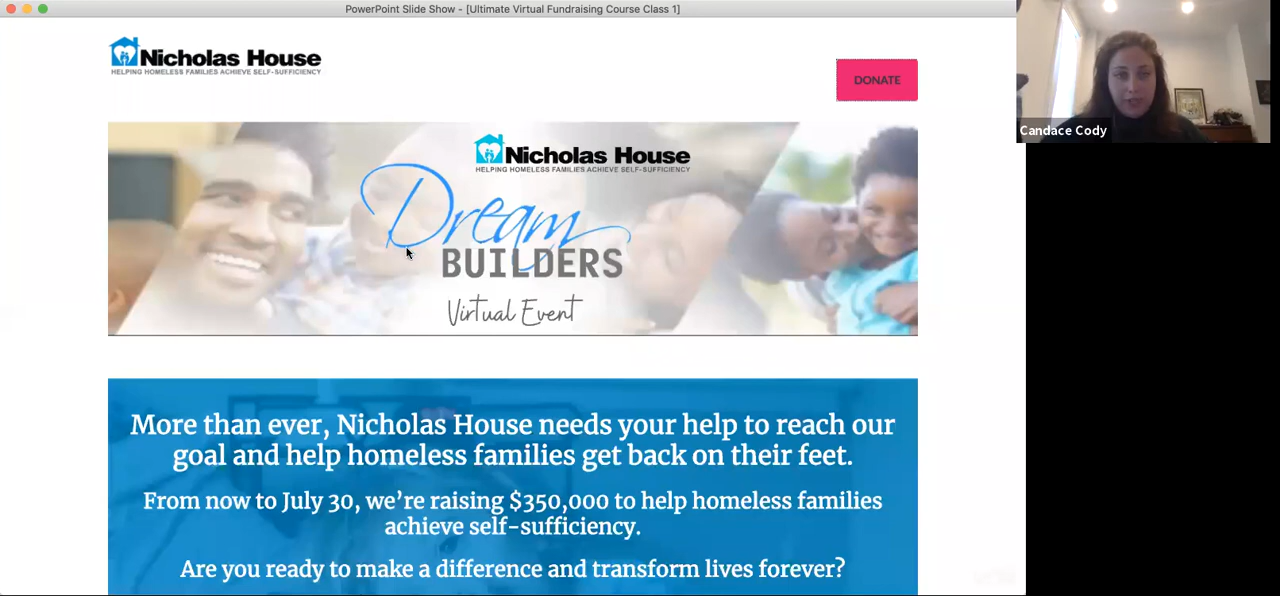 PowerPoint Slide Show - [Ultimate Virtual Fundraising Course Class 1]
Nicholas House
HELPING HOMELESS FAMILIES ACHIEVE SELF-SUFFICIENCY
DONATE
Candace Cody
Nicholas House
HELPING HOMELESS FAMILIES ACHIEVE SELF-SUFFICIENCY
Dream
BUILDERS
Virtual Event
More than ever, Nicholas House needs your help to reach our
goal and help homeless families get back on their feet.
From now to July 30, we’re raising $350,000 to help homeless families
achieve self-sufficiency.
Are you ready to make a difference and transform lives forever?